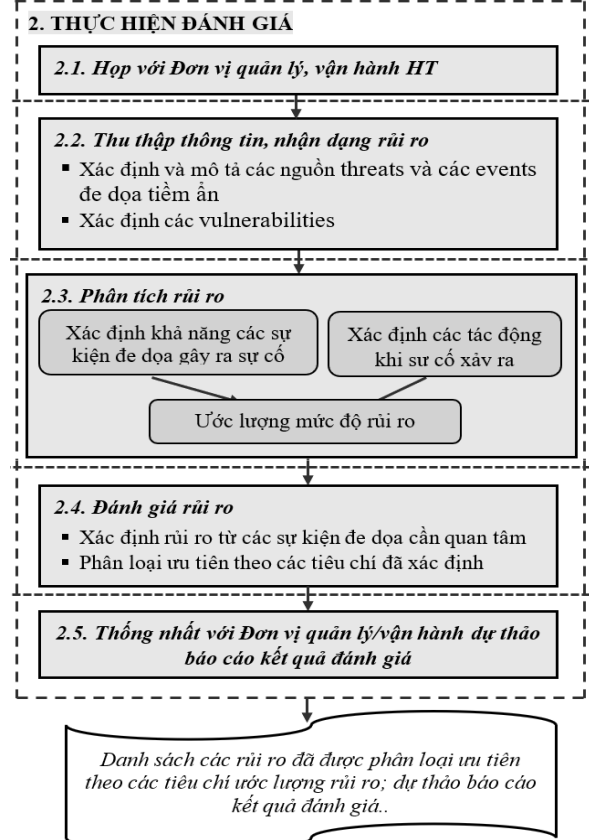 2. THỰC HIỆN ĐÁNH GIÁ
2.1. Họp với Đơn vị quản lý, vận hành HT
2.2. Thu thập thông tin, nhận dạng rủi ro
▪ Xác định và mô tả các nguồn threats và các events
đe dọa tiềm ẩn
▪ Xác định các vulnerabilities
2.3. Phân tích rủi ro
Xác định khả năng các sự
kiện đe dọa gây ra sự cố
Xác định các tác động
khi sự cố xảy ra
Ước lượng mức độ rủi ro
2.4. Đánh giá rủi ro
▪ Xác định rủi ro từ các sự kiện đe dọa cần quan tâm
▪ Phân loại ưu tiên theo các tiêu chí đã xác định
2.5. Thống nhất với Đơn vị quản lý/vận hành dự thảo
báo cáo kết quả đánh giá
Danh sách các rủi ro đã được phân loại ưu tiên
theo các tiêu chí ước lượng rủi ro; dự thảo báo cáo
kết quả đánh giá..